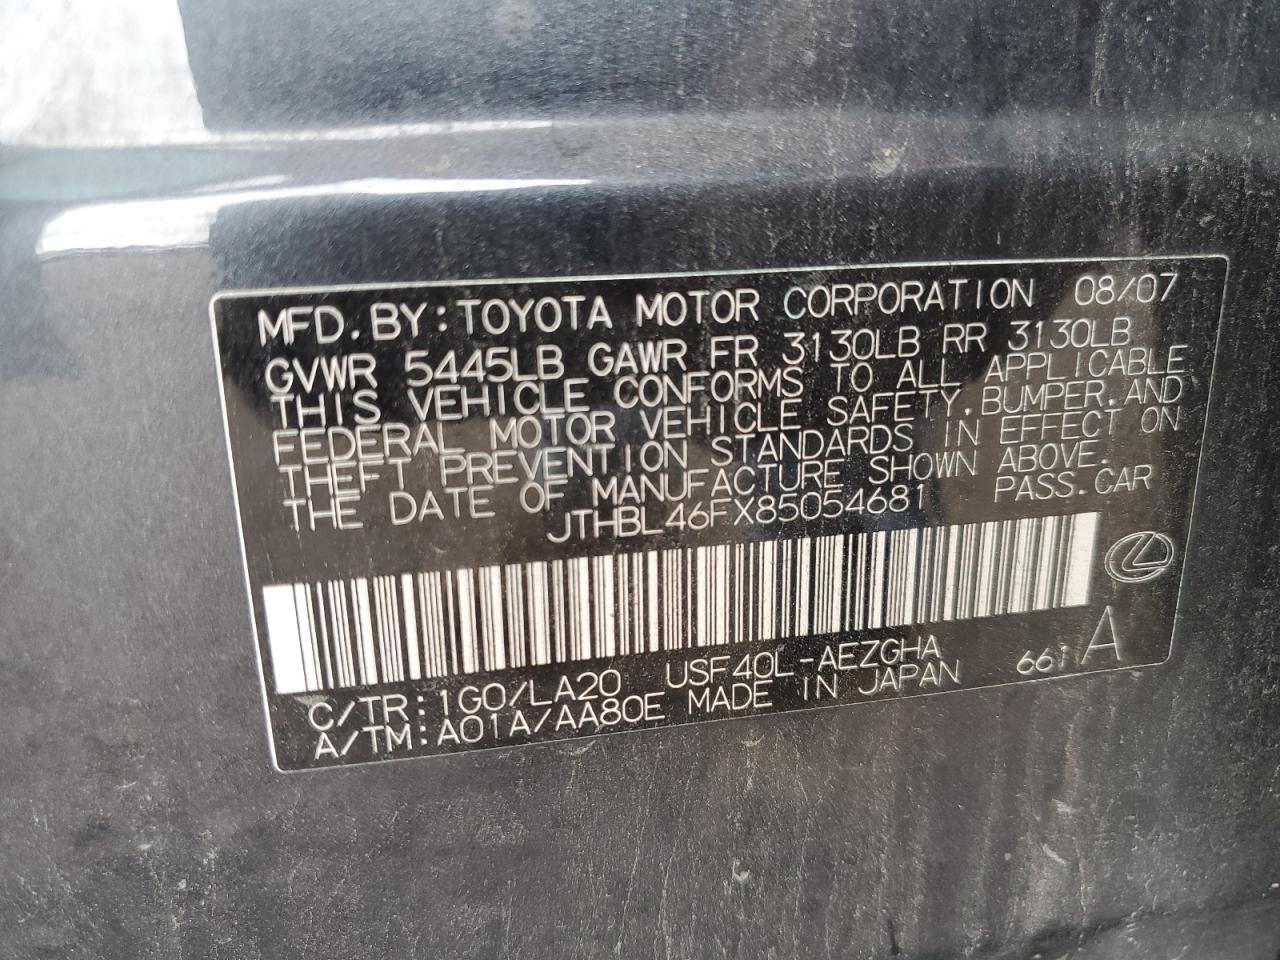 MFD. BY: TOYOTA MOTOR CORPORATION 08/07
GVWR 5445LB GAWR FR 3130LB RR 3130LB
THIS VEHICLE CONFORMS TO ALL APPLICABLE
FEDERAL MOTOR VEHICLE SAFETY, BUMPER, AND
THEFT PREVENTION STANDARDS IN EFFECT ON
THE DATE OF MANUFACTURE SHOWN ABOVE.
JTHBL46FX85054681 PASS. CAR
C/TR: 1G0/LA20 USF40L-AEZGHA 661 A
A/TM: A01A/AA80E MADE IN JAPAN